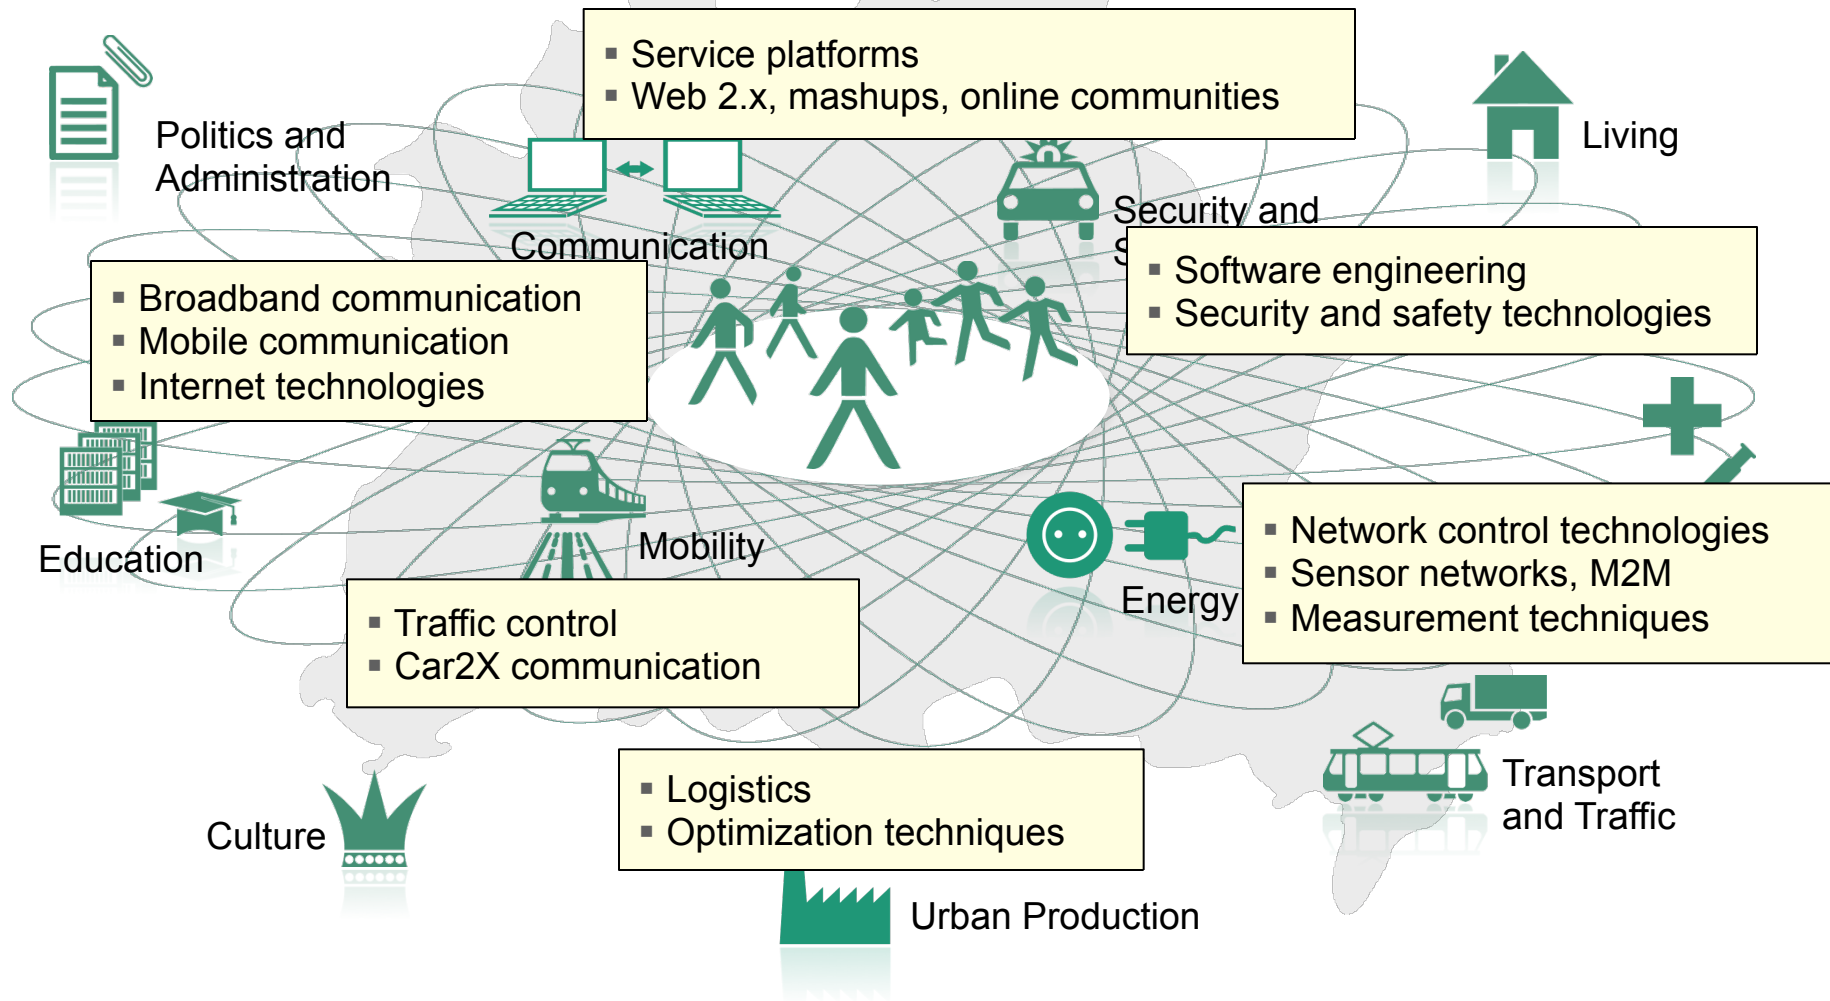 Service platforms
Web 2.x, mashups, online communities
Politics and
Administration
Living
Communication
Security and
Software engineering
Security and safety technologies
Broadband communication
Mobile communication
Internet technologies
Education
Mobility
Energy
Network control technologies
Sensor networks, M2M
Measurement techniques
Traffic control
Car2X communication
Transport
and Traffic
Culture
Logistics
Optimization techniques
Urban Production